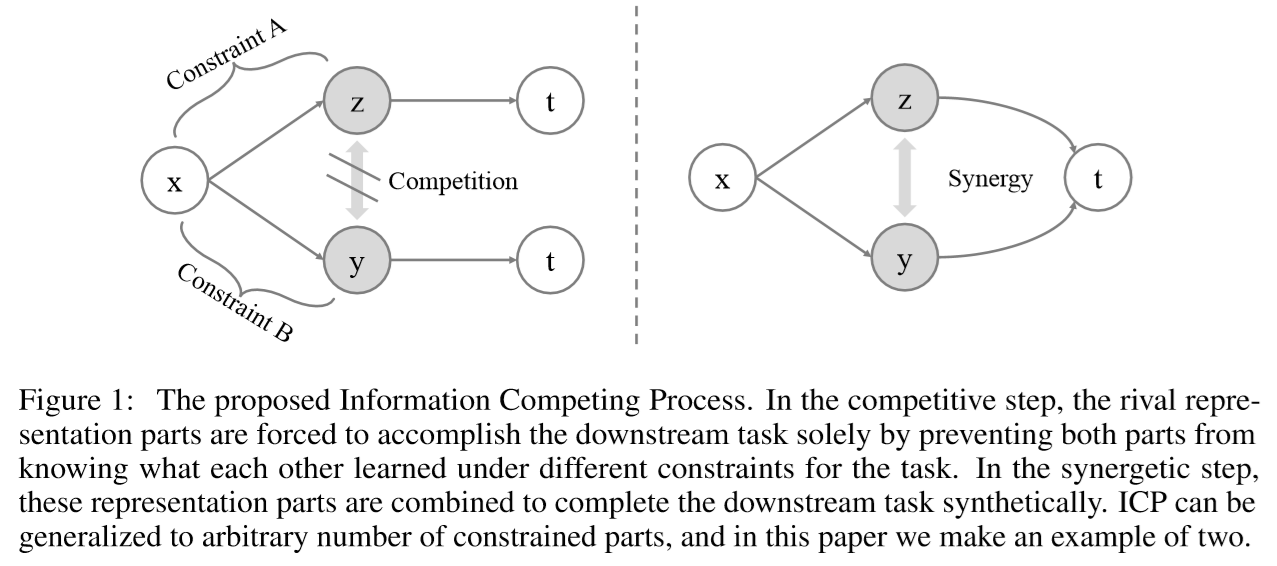 Constraint A
z
t
x
Competition
y
t
Constraint B
z
x
Synergy
t
y
Figure 1: The proposed Information Competing Process. In the competitive step, the rival repre-
sentation parts are forced to accomplish the downstream task solely by preventing both parts from
knowing what each other learned under different constraints for the task. In the synergetic step,
these representation parts are combined to complete the downstream task synthetically. ICP can be
generalized to arbitrary number of constrained parts, and in this paper we make an example of two.